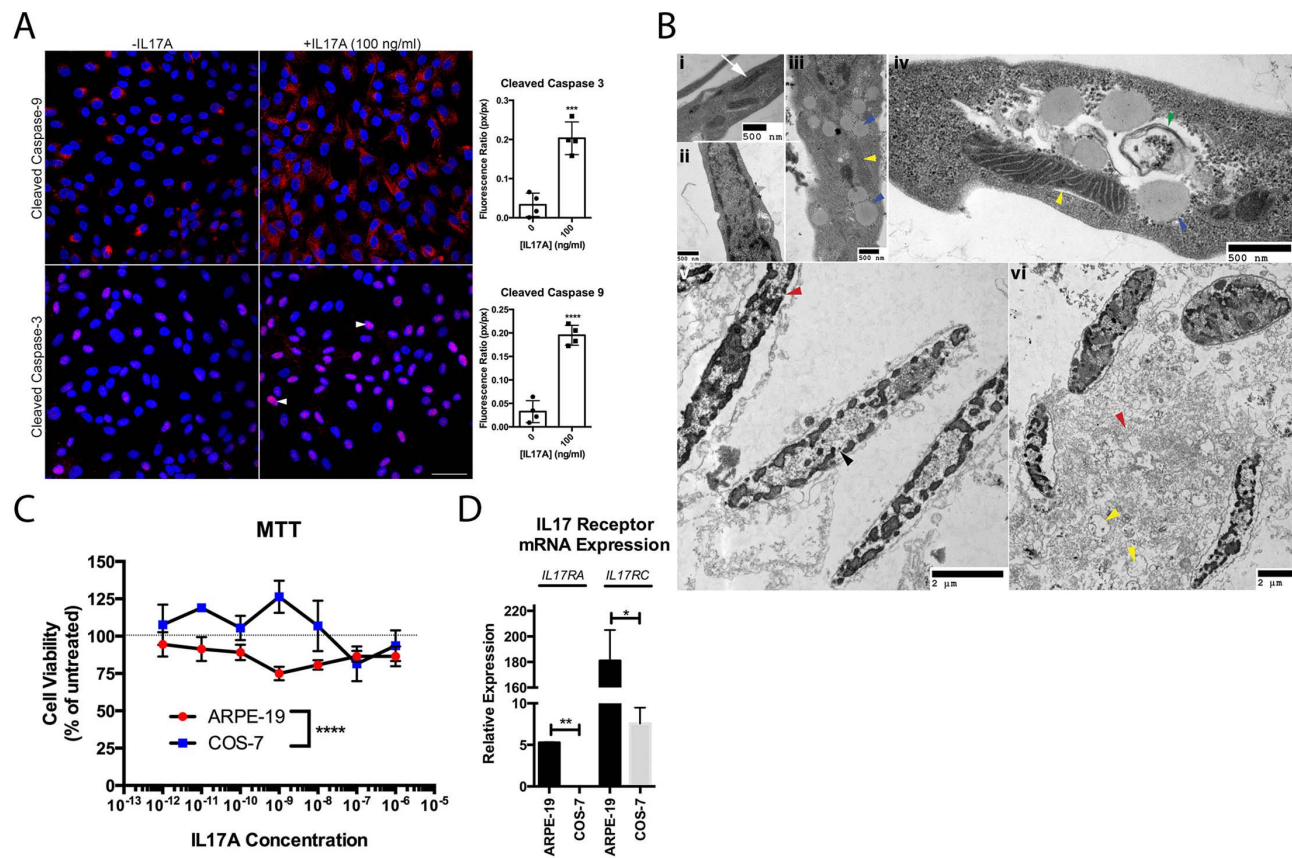 A
-IL17A
+IL17A (100 ng/ml)
Cleaved Caspase-9
Cleaved Caspase-3
Cleaved Caspase 3
Fluorescence Ratio (px/px)
0.3
0.2
0.1
0.0
***
0
100
[IL17A] (ng/ml)
Cleaved Caspase 9
Fluorescence Ratio (px/px)
0.25
0.20
0.15
0.10
0.05
0.00
****
0
100
[IL17A] (ng/ml)
B
i
500 nm
ii
500 nm
iii
500 nm
iv
500 nm
2 μm
vi
2 μm
C
MTT
Cell Viability
(% of untreated)
150
125
100
75
50
25
0
ARPE-19
COS-7
****
10-13 10-12 10-11 10-10 10-9 10-8 10-7 10-6 10-5
IL17A Concentration
D
IL17 Receptor
mRNA Expression
IL17RA IL17RC
Relative Expression
220
200
180
160
10
5
0
**
*
ARPE-19
COS-7
ARPE-19
COS-7